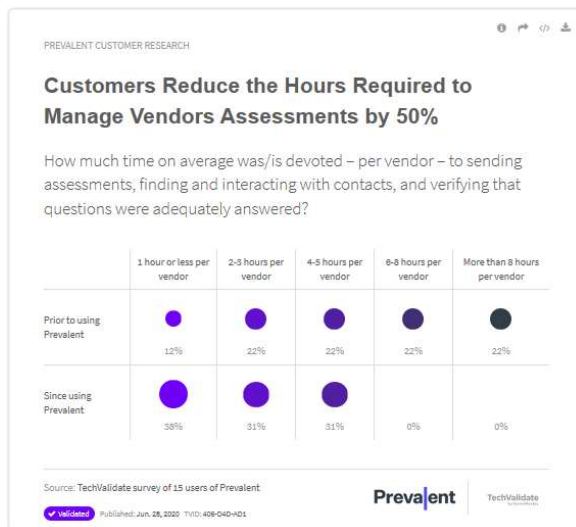 PREVALENT CUSTOMER RESEARCH
Customers Reduce the Hours Required to
Manage Vendors Assessments by 50%
How much time on average was/is devoted – per vendor – to sending
assessments, finding and interacting with contacts, and verifying that
questions were adequately answered?
1 hour or less per vendor
2-3 hours per vendor
4-5 hours per vendor
6-8 hours per vendor
More than 8 hours per vendor
Prior to using
Prevalent
12%
22%
22%
22%
22%
Since using
Prevalent
38%
31%
31%
0%
0%
Source: TechValidate survey of 15 users of Prevalent
Validated Published: Jun. 28, 2020 TVID: 406-D4D-AD1
Prevalent
TechValidate